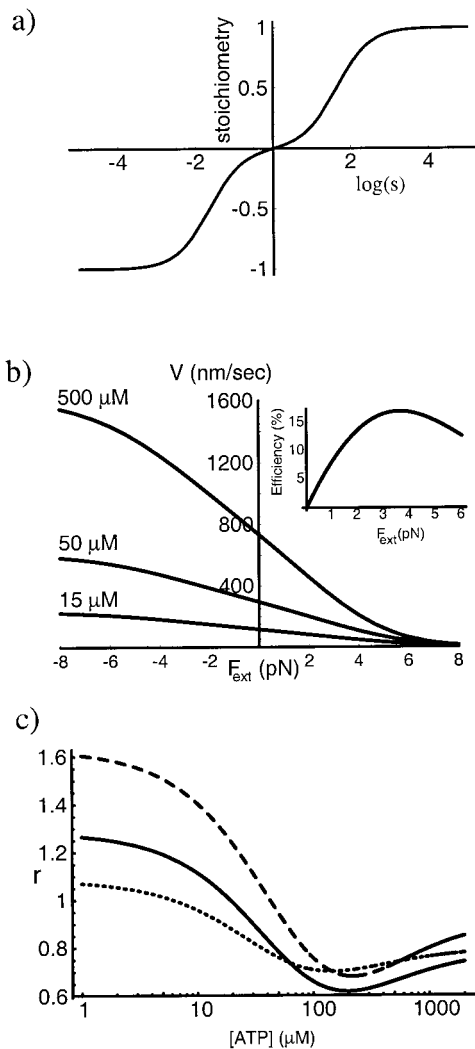 a)
stoichiometry
1
0.5
-4 -2 2 4
log(s)
-0.5
-1
b)
V (nm/sec)
500 μM
1600
1200
800
50 μM
400
15 μM
-8 -6 -4 -2 F_ext (pN) 2 4 6 8
Efficiency (%)
15
10
5
1 2 3 4 5 6
F_ext(pN)
c)
1.6
1.4
1.2
r
1
0.8
0.6
1 10 100 1000
[ATP] (μM)